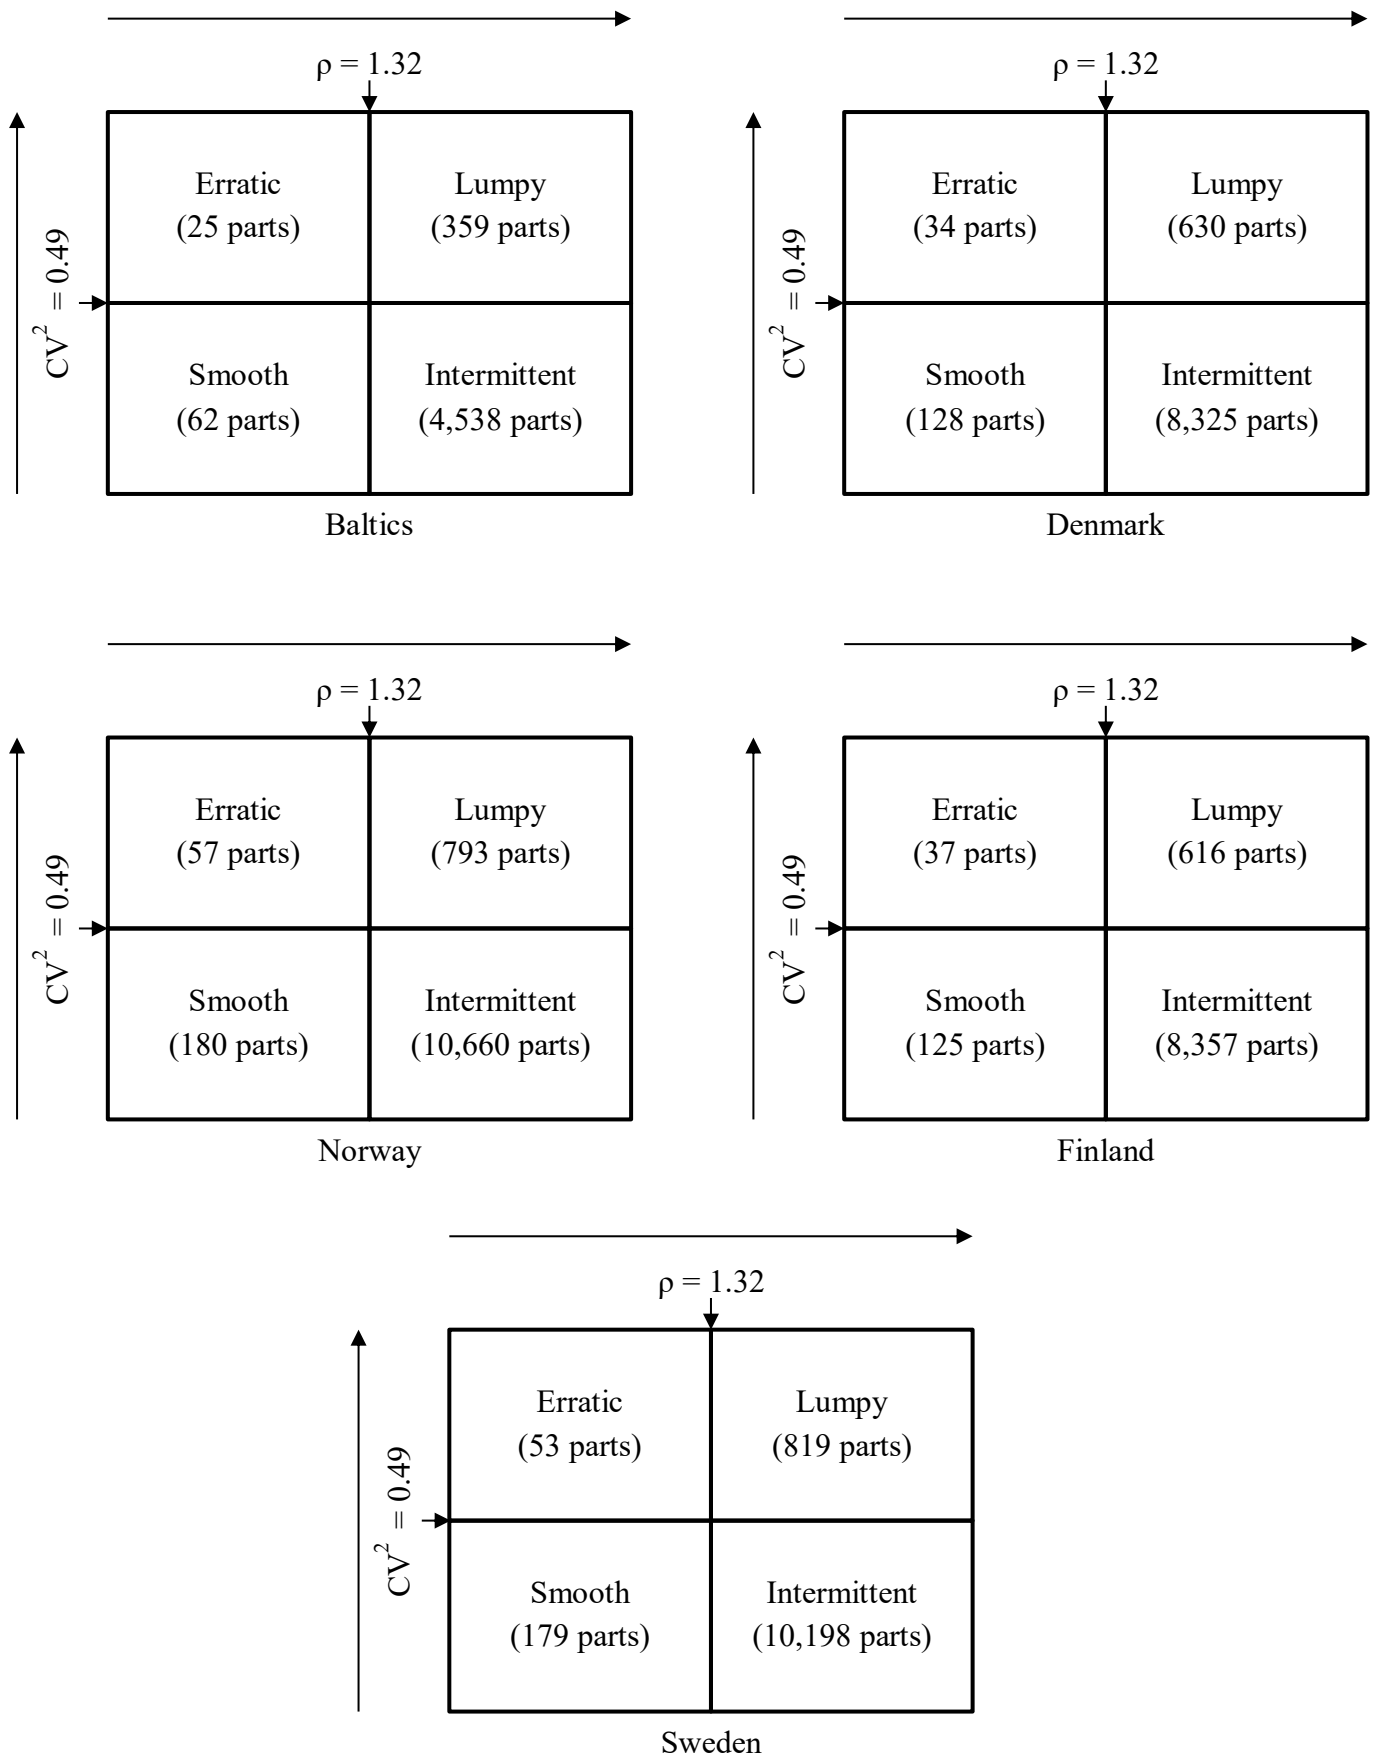 ρ = 1.32
CV² = 0.49
Erratic
(25 parts)
Lumpy
(359 parts)
Smooth
(62 parts)
Intermittent
(4,538 parts)
Baltics
ρ = 1.32
CV² = 0.49
Erratic
(34 parts)
Lumpy
(630 parts)
Smooth
(128 parts)
Intermittent
(8,325 parts)
Denmark
ρ = 1.32
CV² = 0.49
Erratic
(57 parts)
Lumpy
(793 parts)
Smooth
(180 parts)
Intermittent
(10,660 parts)
Norway
ρ = 1.32
CV² = 0.49
Erratic
(37 parts)
Lumpy
(616 parts)
Smooth
(125 parts)
Intermittent
(8,357 parts)
Finland
ρ = 1.32
CV² = 0.49
Erratic
(53 parts)
Lumpy
(819 parts)
Smooth
(179 parts)
Intermittent
(10,198 parts)
Sweden